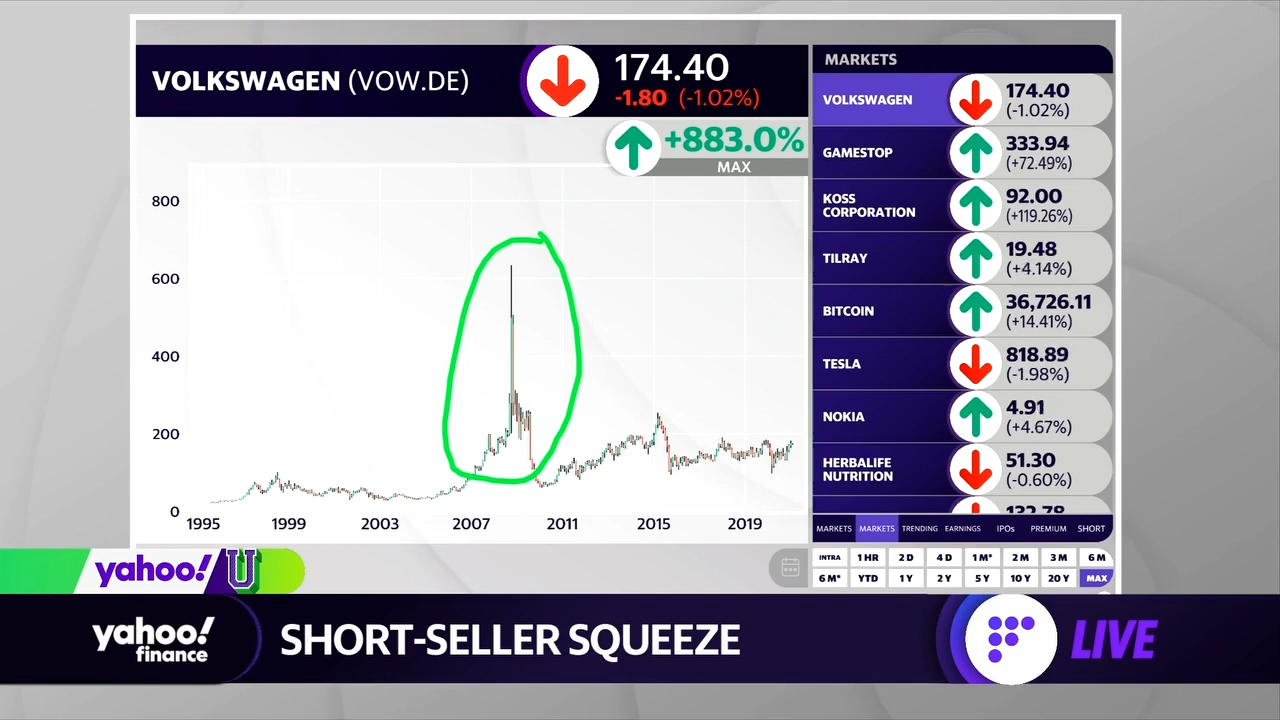 VOLKSWAGEN (VOW.DE)
174.40
-1.80 (-1.02%)
+883.0%
MAX
800
600
400
200
0
1995 1999 2003 2007 2011 2015 2019
MARKETS
VOLKSWAGEN 174.40
(-1.02%)
GAMESTOP 333.94
(+72.49%)
KOSS
CORPORATION
92.00
(+119.26%)
TILRAY 19.48
(+4.14%)
BITCOIN 36,726.11
(+14.41%)
TESLA 818.89
(-1.98%)
NOKIA 4.91
(+4.67%)
HERBALIFE
NUTRITION
51.30
(-0.60%)
MARKETS MARKETS TRENDING EARNINGS IPOs PREMIUM SHORT
INTRA 1 HR 2 D 4 D 1 M* 2 M 3 M 6 M
6 M* YTD 1 Y 2 Y 5 Y 10 Y 20 Y MAX
yahoo! U
yahoo!
finance
SHORT-SELLER SQUEEZE
LIVE